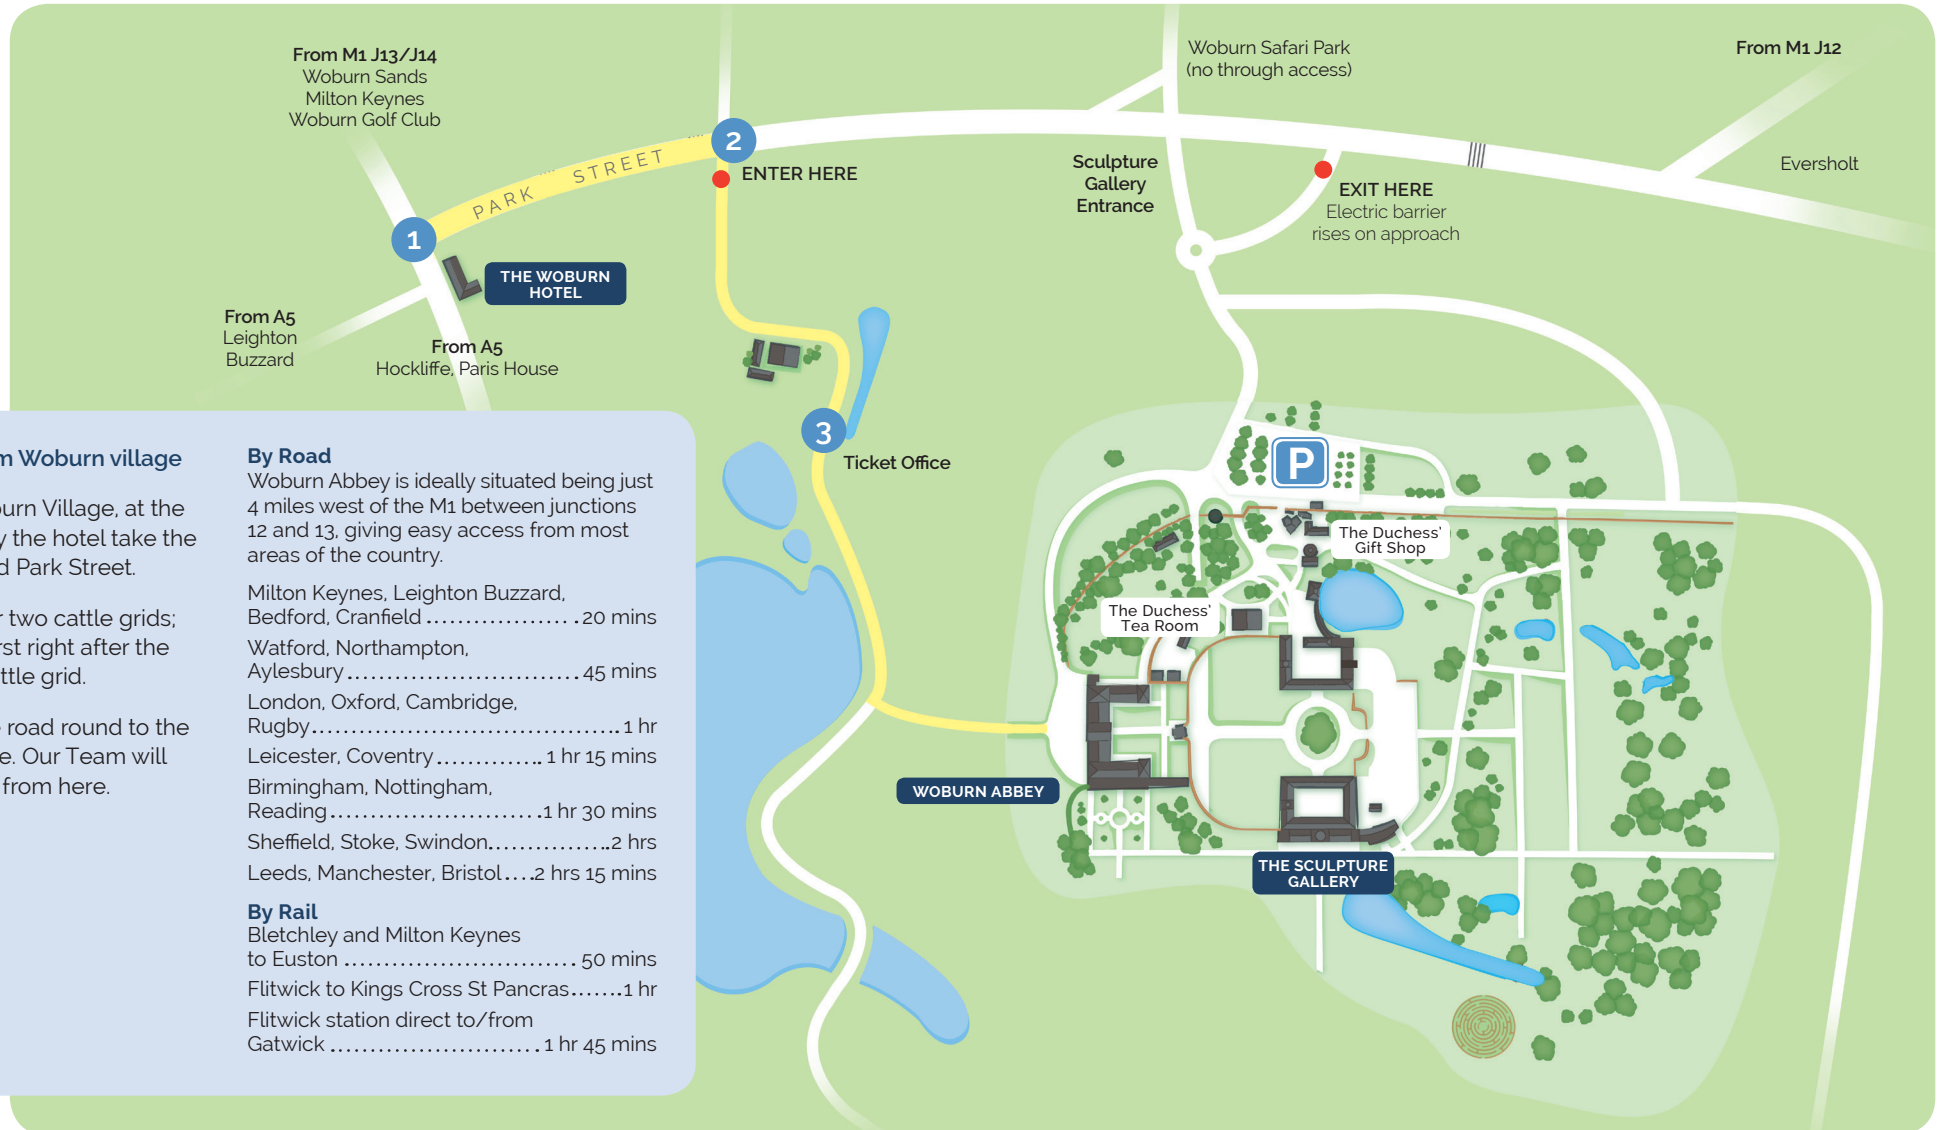 From M1 J13/J14
Woburn Sands
Milton Keynes
Woburn Golf Club
Woburn Safari Park
(no through access)
From M1 J12
2
PARK STREET
ENTER HERE
Sculpture
Gallery
Entrance
EXIT HERE
Electric barrier
rises on approach
Eversholt
1
THE WOBURN
HOTEL
From A5
Leighton
Buzzard
From A5
Hockliffe, Paris House
3
Ticket Office
P
The Duchess'
Gift Shop
The Duchess'
Tea Room
WOBURN ABBEY
THE SCULPTURE
GALLERY
m Woburn village
burn Village, at the
y the hotel take the
d Park Street.
r two cattle grids;
rst right after the
ttle grid.
e road round to the
e. Our Team will
from here.
By Road
Woburn Abbey is ideally situated being just
4 miles west of the M1 between junctions
12 and 13, giving easy access from most
areas of the country.
Milton Keynes, Leighton Buzzard,
Bedford, Cranfield ................... 20 mins
Watford, Northampton,
Aylesbury ............................. 45 mins
London, Oxford, Cambridge,
Rugby....................................... 1 hr
Leicester, Coventry ............. 1 hr 15 mins
Birmingham, Nottingham,
Reading ...........................1 hr 30 mins
Sheffield, Stoke, Swindon................2 hrs
Leeds, Manchester, Bristol ....2 hrs 15 mins
By Rail
Bletchley and Milton Keynes
to Euston ............................. 50 mins
Flitwick to Kings Cross St Pancras.......1 hr
Flitwick station direct to/from
Gatwick .......................... 1 hr 45 mins